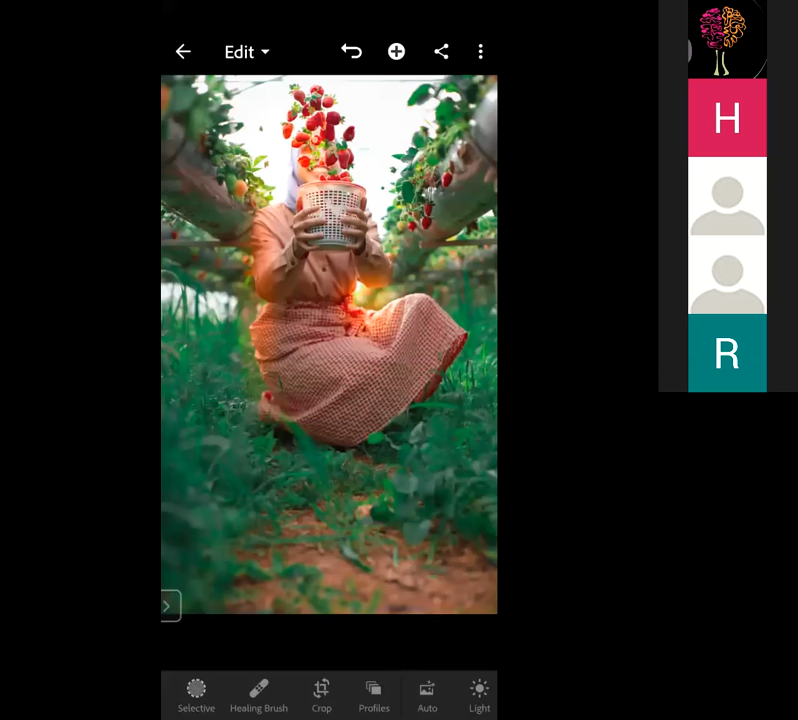 Edit
H
R
Selective
Healing Brush
Crop
Profiles
Auto
Light